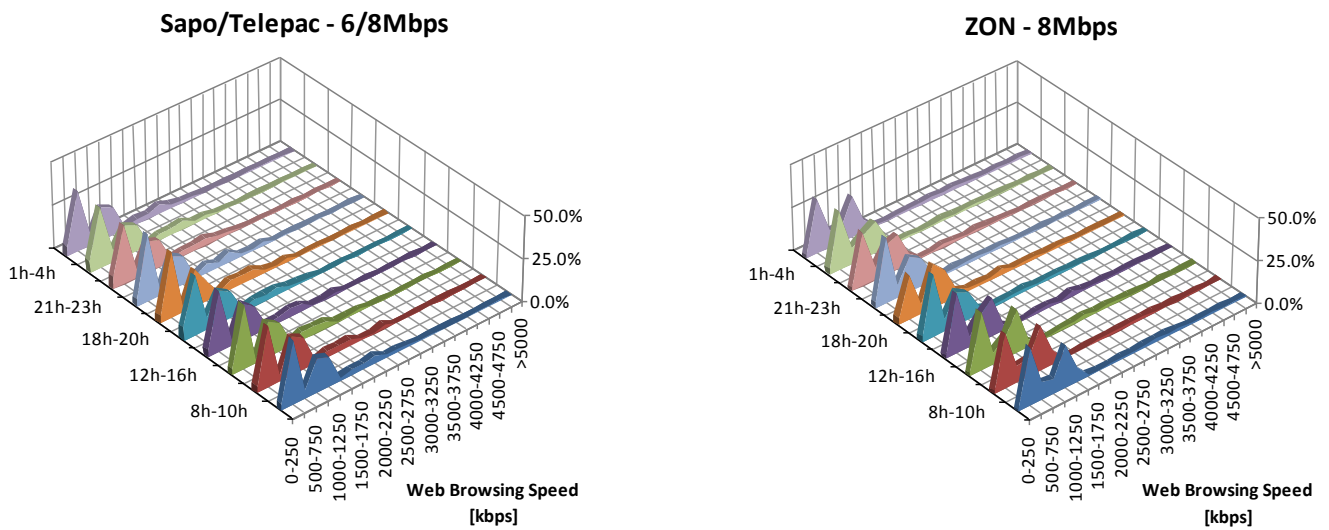 Sapo/Telepac - 6/8Mbps
50.0%
25.0%
0.0%
1h-4h
21h-23h
18h-20h
12h-16h
8h-10h
0-250
500-750
1000-1250
1500-1750
2000-2250
2500-2750
3000-3250
3500-3750
4000-4250
4500-4750
>5000
Web Browsing Speed
[kbps]
ZON - 8Mbps
50.0%
25.0%
0.0%
1h-4h
21h-23h
18h-20h
12h-16h
8h-10h
0-250
500-750
1000-1250
1500-1750
2000-2250
2500-2750
3000-3250
3500-3750
4000-4250
4500-4750
>5000
Web Browsing Speed
[kbps]